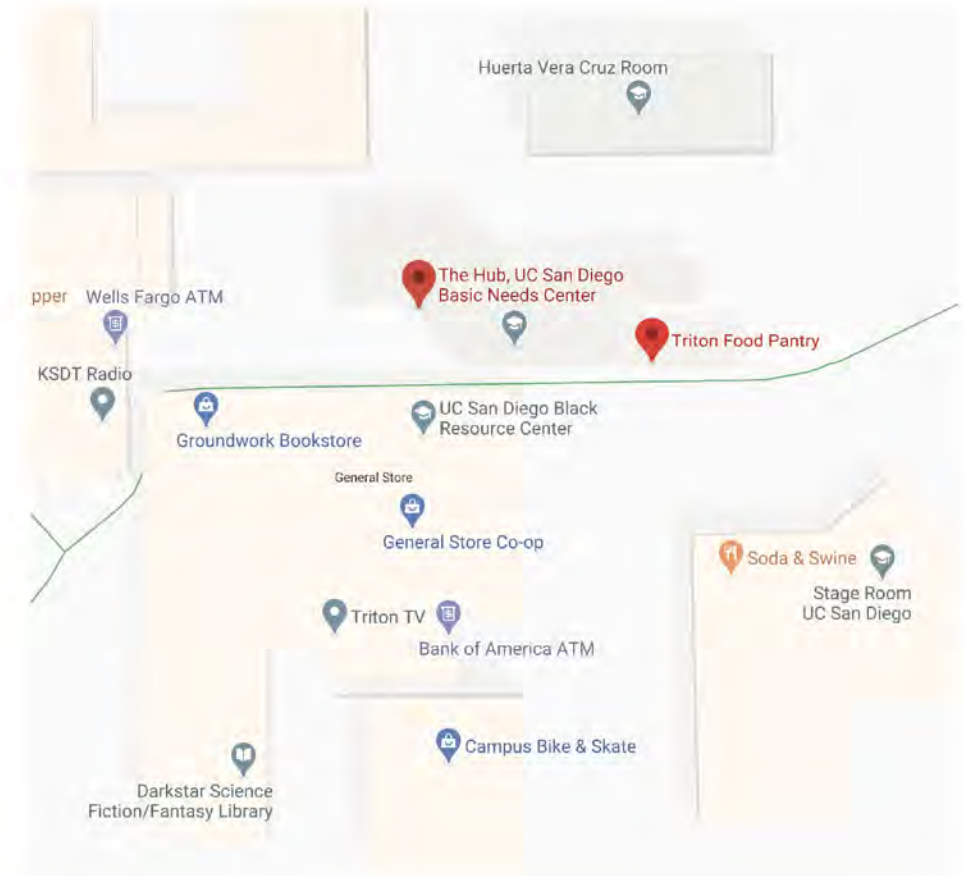 Huerta Vera Cruz Room
The Hub, UC San Diego
Basic Needs Center
pper
Wells Fargo ATM
Triton Food Pantry
KSDT Radio
UC San Diego Black
Resource Center
Groundwork Bookstore
General Store
General Store Co-op
Soda & Swine
Stage Room
UC San Diego
Triton TV
Bank of America ATM
Campus Bike & Skate
Darkstar Science
Fiction/Fantasy Library